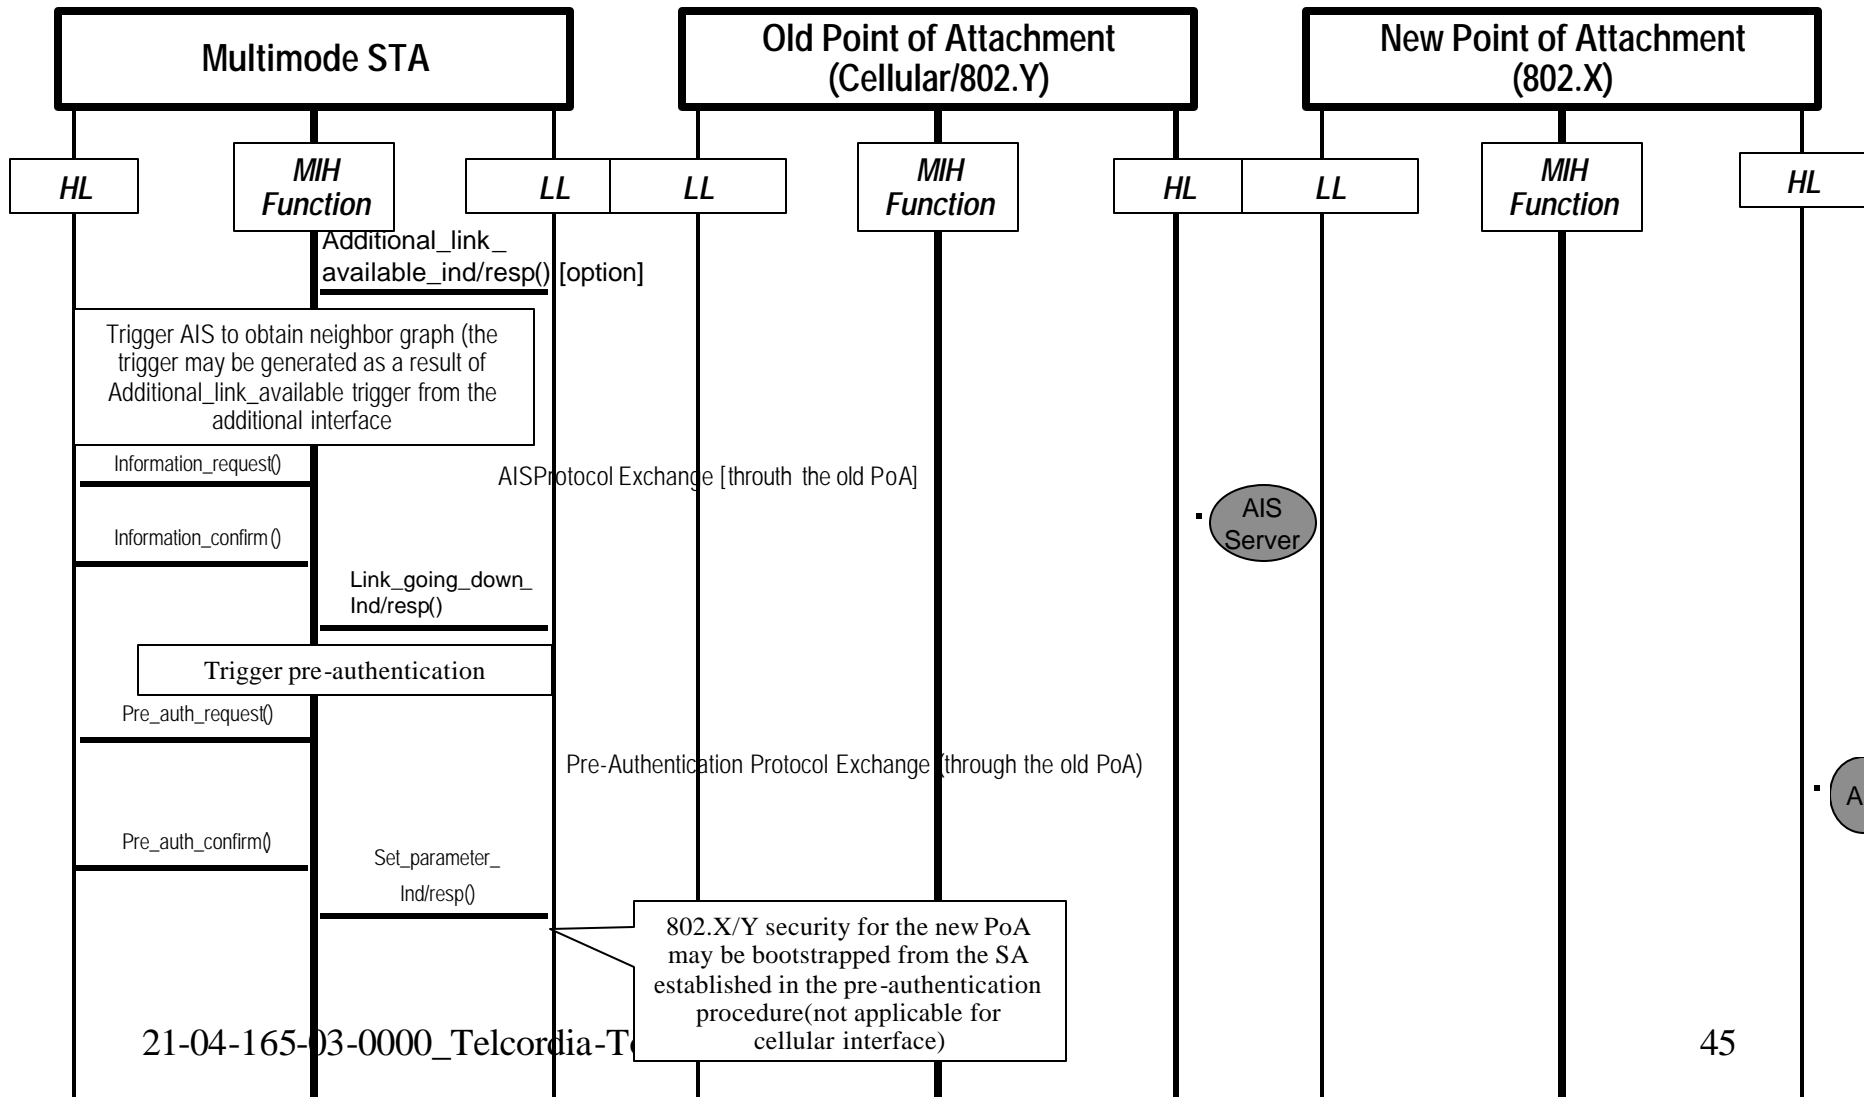 Multimode STA
Old Point of Attachment
(Cellular/802.Y)
New Point of Attachment
(802.X)
HL
MIH
Function
LL
LL
MIH
Function
HL
LL
MIH
Function
HL
Additional_link_
available_ind/resp() [option]
Trigger AIS to obtain neighbor graph (the
trigger may be generated as a result of
Additional_link_available trigger from the
additional interface
Information_request()
AISProtocol Exchange [throuth the old PoA]
AIS
Server
Information_confirm()
Link_going_down_
Ind/resp()
Trigger pre-authentication
Pre_auth_request()
Pre-Authentication Protocol Exchange (through the old PoA)
A
Pre_auth_confirm()
Set_parameter_
Ind/resp()
802.X/Y security for the new PoA
may be bootstrapped from the SA
established in the pre-authentication
procedure(not applicable for
cellular interface)
21-04-165-03-0000_Telcordia-T
45